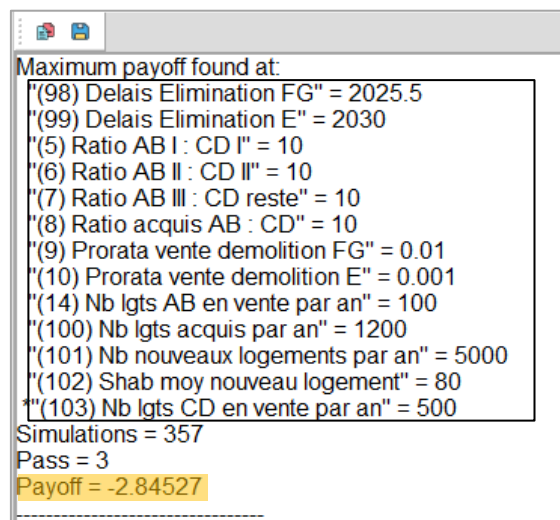 Maximum payoff found at:
"(98) Delais Elimination FG" = 2025.5
"(99) Delais Elimination E" = 2030
"(5) Ratio AB I : CD I" = 10
"(6) Ratio AB II : CD II" = 10
"(7) Ratio AB III : CD reste" = 10
"(8) Ratio acquis AB : CD" = 10
"(9) Prorata vente demolition FG" = 0.01
"(10) Prorata vente demolition E" = 0.001
"(14) Nb lgts AB en vente par an" = 100
"(100) Nb lgts acquis par an" = 1200
"(101) Nb nouveaux logements par an" = 5000
"(102) Shab moy nouveau logement" = 80
*"(103) Nb lgts CD en vente par an" = 500
Simulations = 357
Pass = 3
Payoff = -2.84527
--------------------------------